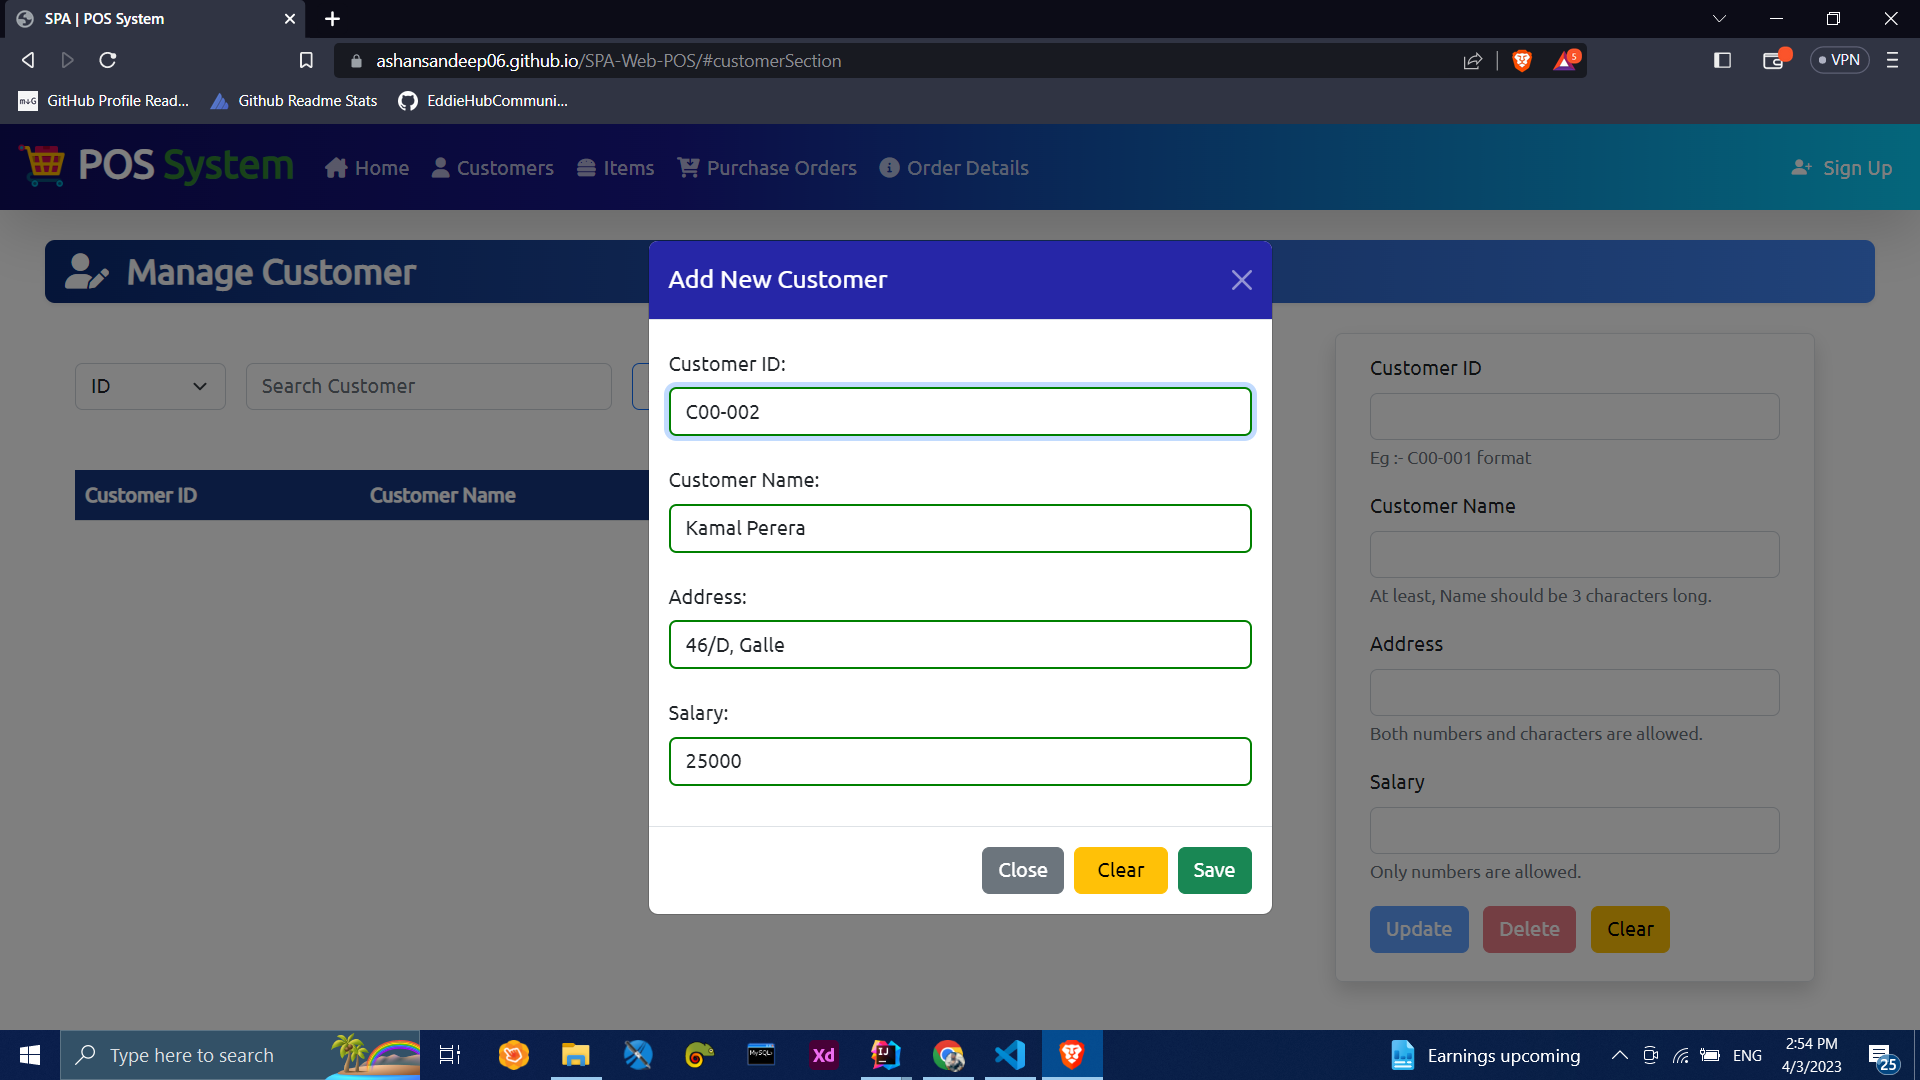 SPA | POS System
ashansandeep06.github.io/SPA-Web-POS/#customerSection
5
VPN
GitHub Profile Read...
Github Readme Stats
EddieHubCommuni...
POS System
Home
Customers
Items
Purchase Orders
Order Details
Sign Up
Manage Customer
ID
Search Customer
Customer ID
Customer Name
Add New Customer
Customer ID:
C00-002
Customer Name:
Kamal Perera
Address:
46/D, Galle
Salary:
25000
Close
Clear
Save
Customer ID
Eg :- C00-001 format
Customer Name
At least, Name should be 3 characters long.
Address
Both numbers and characters are allowed.
Salary
Only numbers are allowed.
Update
Delete
Clear
Type here to search
MySQL
Xd
IJ
Earnings upcoming
ENG
2:54 PM
4/3/2023
25